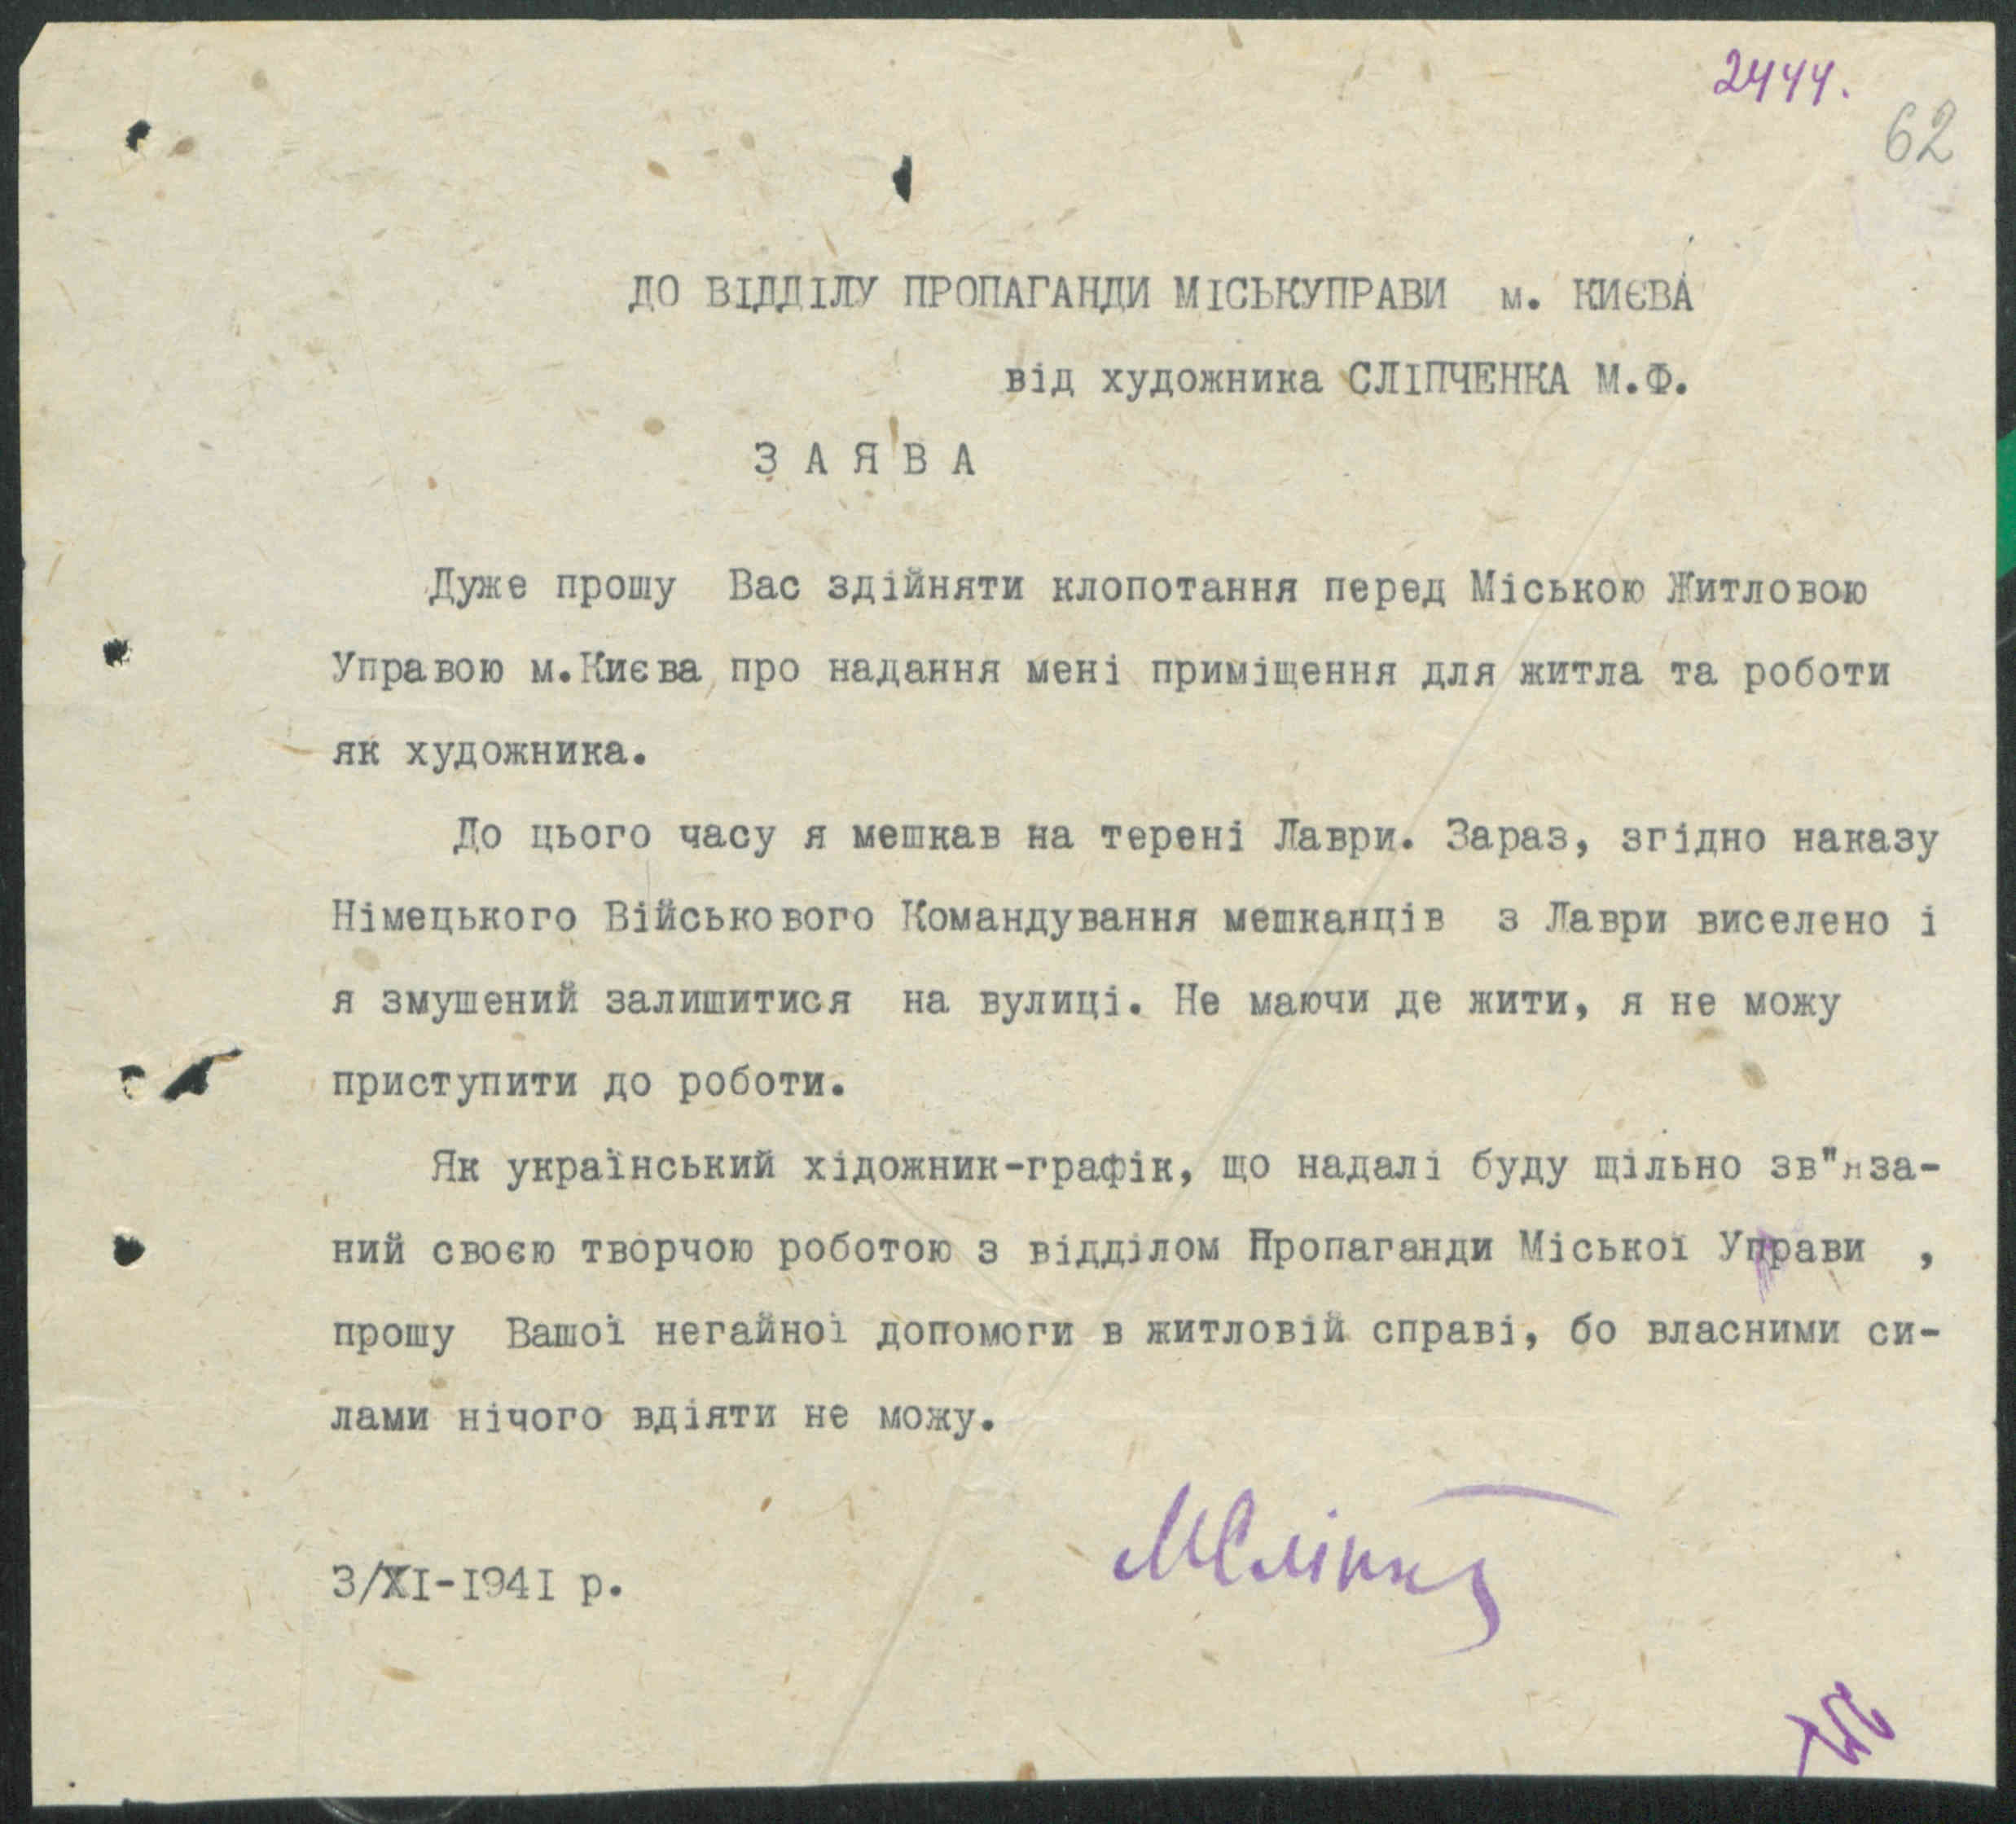 2444.
62
ДО ВІДДІЛУ ПРОПАГАНДИ МІСЬКУПРАВИ м. КИЄВА
від художника СЛІПЧЕНКА М.Ф.
З А Я В А
Дуже прошу Вас здійняти клопотання перед Міською Житловою
Управою м.Києва про надання мені приміщення для житла та роботи
як художника.
До цього часу я мешкав на терені Лаври. Зараз, згідно наказу
Німецького Військового Командування мешканців з Лаври виселено і
я змушений залишитися на вулиці. Не маючи де жити, я не можу
приступити до роботи.
Як український хідожник-графік, що надалі буду щільно зв"яза-
ний своєю творчою роботою з відділом Пропаганди Міської Управи ,
прошу Вашої негайної допомоги в житловій справі, бо власними си-
лами нічого вдіяти не можу.
3/XI-1941 р.